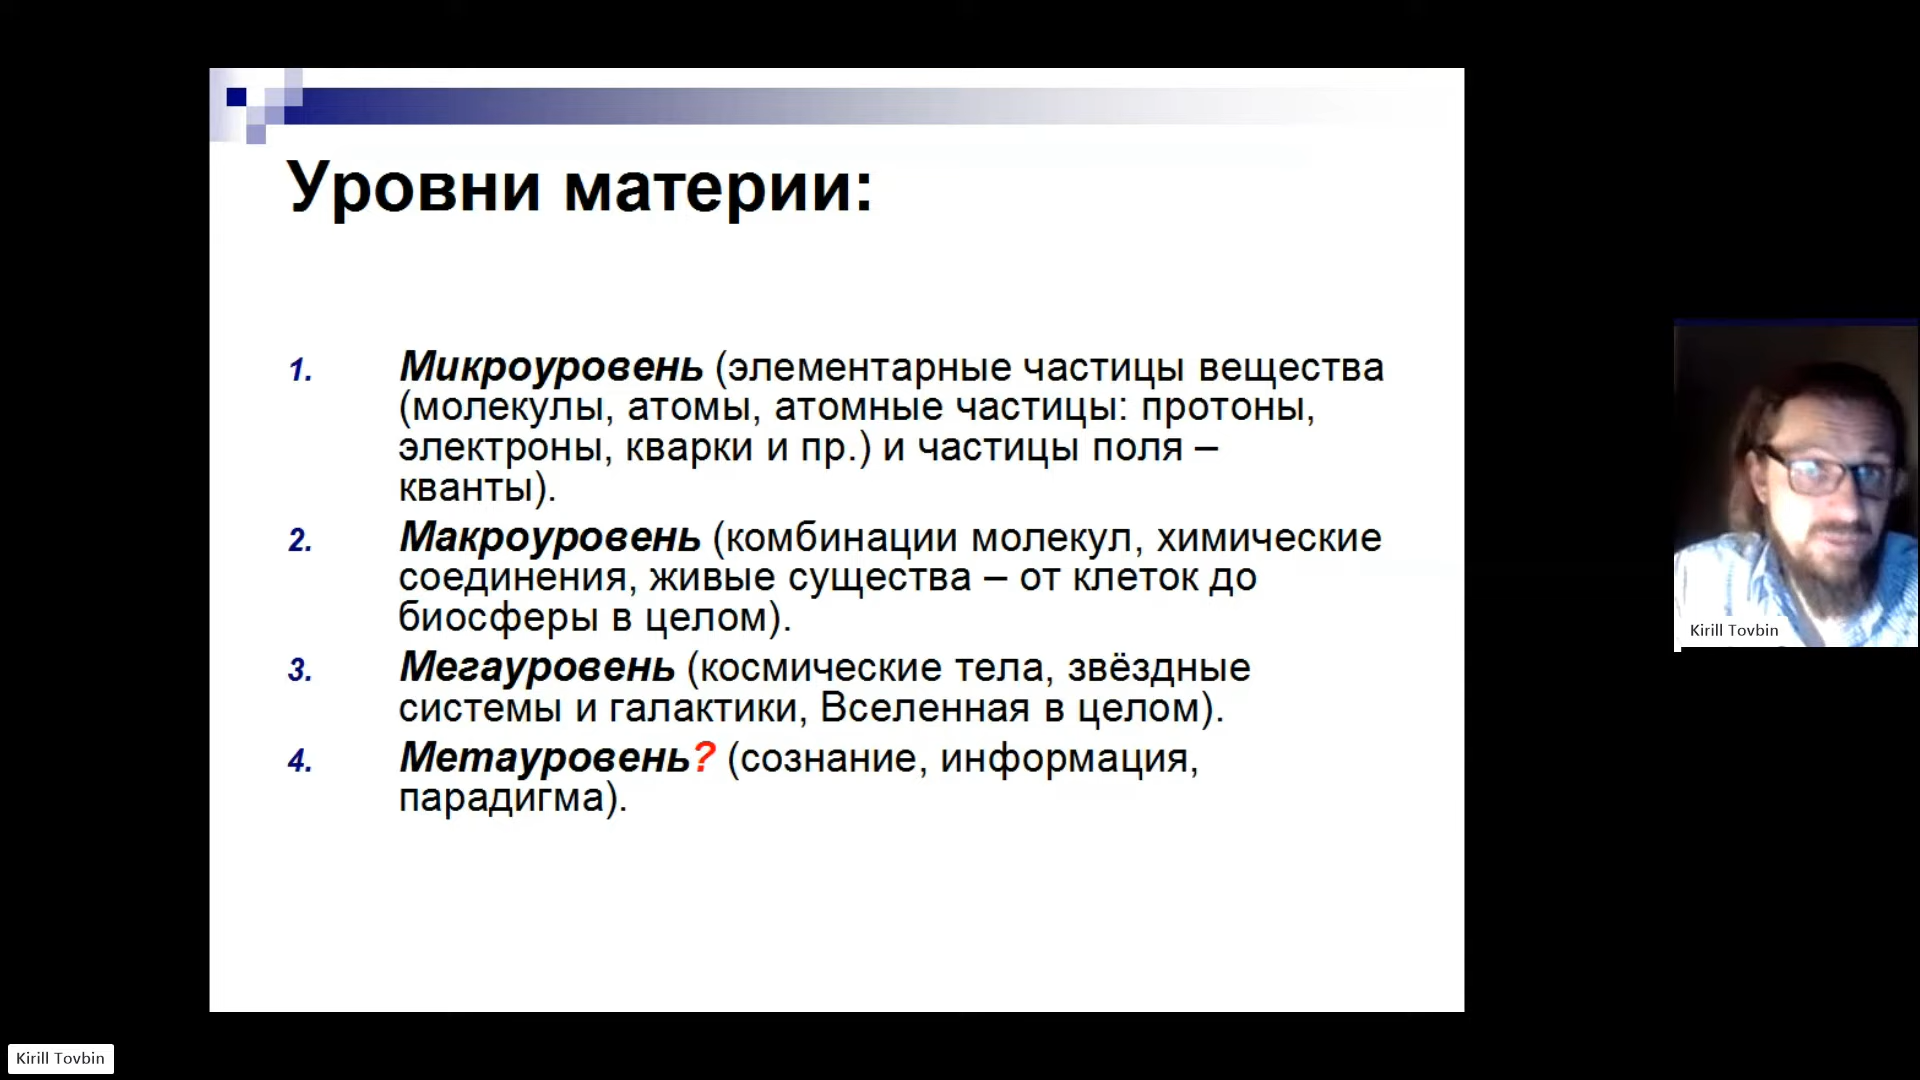 Уровни материи:
1. Микроуровень (элементарные частицы вещества
(молекулы, атомы, атомные частицы: протоны,
электроны, кварки и пр.) и частицы поля –
кванты).
2. Макроуровень (комбинации молекул, химические
соединения, живые существа – от клеток до
биосферы в целом).
3. Мегауровень (космические тела, звёздные
системы и галактики, Вселенная в целом).
4. Метауровень? (сознание, информация,
парадигма).
Kirill Tovbin
Kirill Tovbin